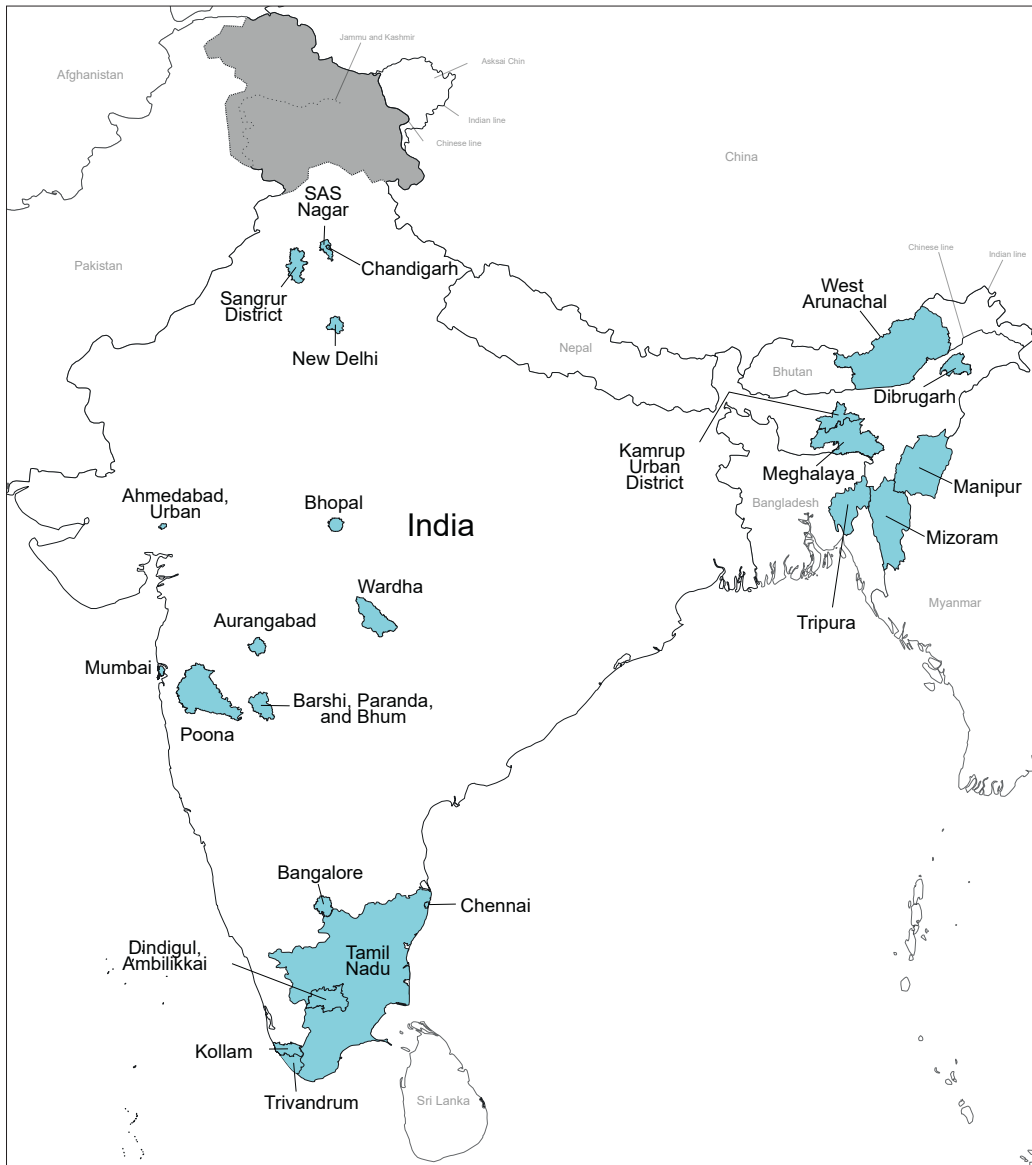 Jammu and Kashmir
Afghanistan
Asksai Chin
Indian line
Chinese line
China
SAS
Nagar
Chandigarh
Pakistan
Sangrur
District
New Delhi
Chinese line
Indian line
West
Arunachal
Nepal
Bhutan
Dibrugarh
Kamrup
Urban
District
Meghalaya
Manipur
Bangladesh
Ahmedabad,
Urban
Bhopal
India
Mizoram
Wardha
Myanmar
Tripura
Aurangabad
Mumbai
Barshi, Paranda,
and Bhum
Poona
Bangalore
Chennai
Dindigul,
Ambilikkai
Tamil
Nadu
Kollam
Trivandrum
Sri Lanka